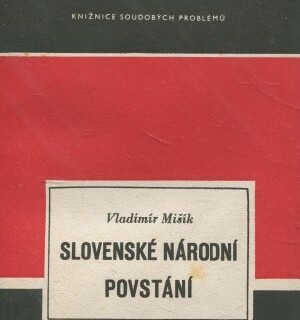 KNIŽNICE SOUDOBÝCH PROBLÉMŮ
Vladimír Mišík
SLOVENSKÉ NÁRODNÍ
POVSTÁNÍ